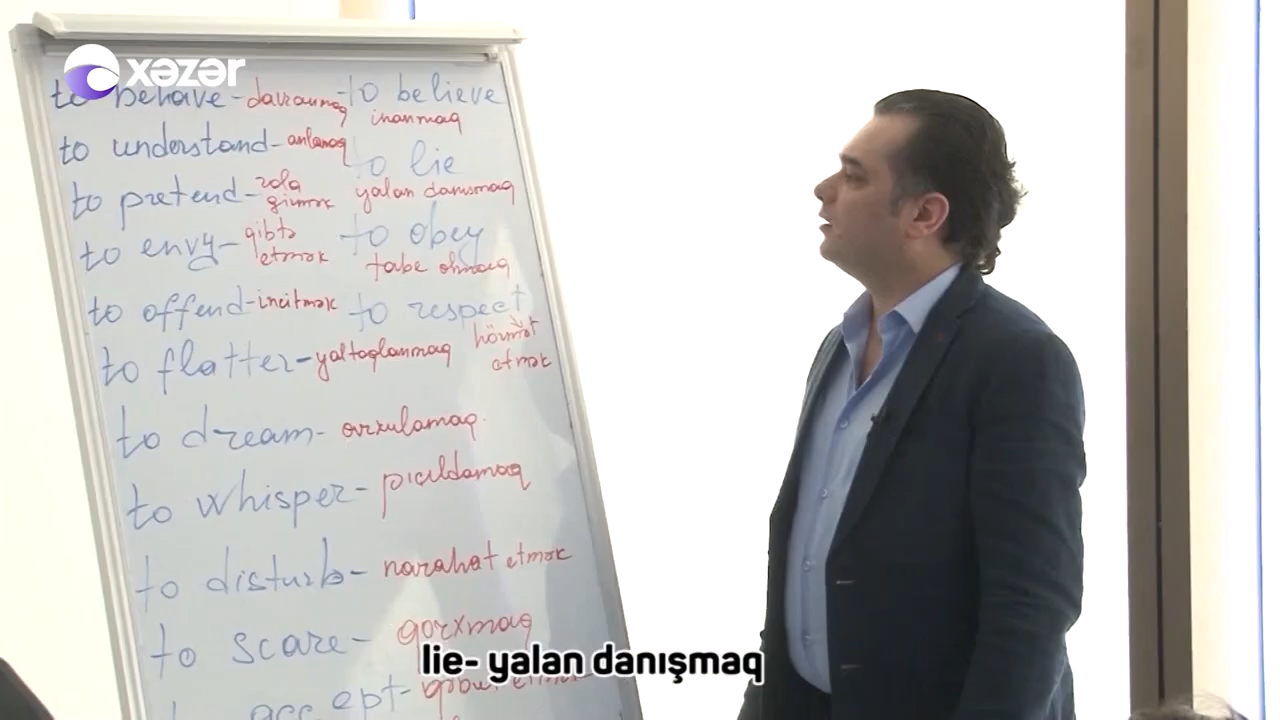 xəzər
to behave - davranmaq
to believe
inanmaq
to understand - anlamaq
to lie
yalan danışmaq
to pretend - rola
girmək
to envy - qibtə
etmək
to obey
tabe olmaq
to offend - incitmək
to respect
hörmət
etmək
to flatter - yaltaqlanmaq
to dream - arzulamaq
to whisper - pıçıldamaq
to disturb - narahat etmək
to scare - qorxmaq
accept -
lie- yalan danışmaq